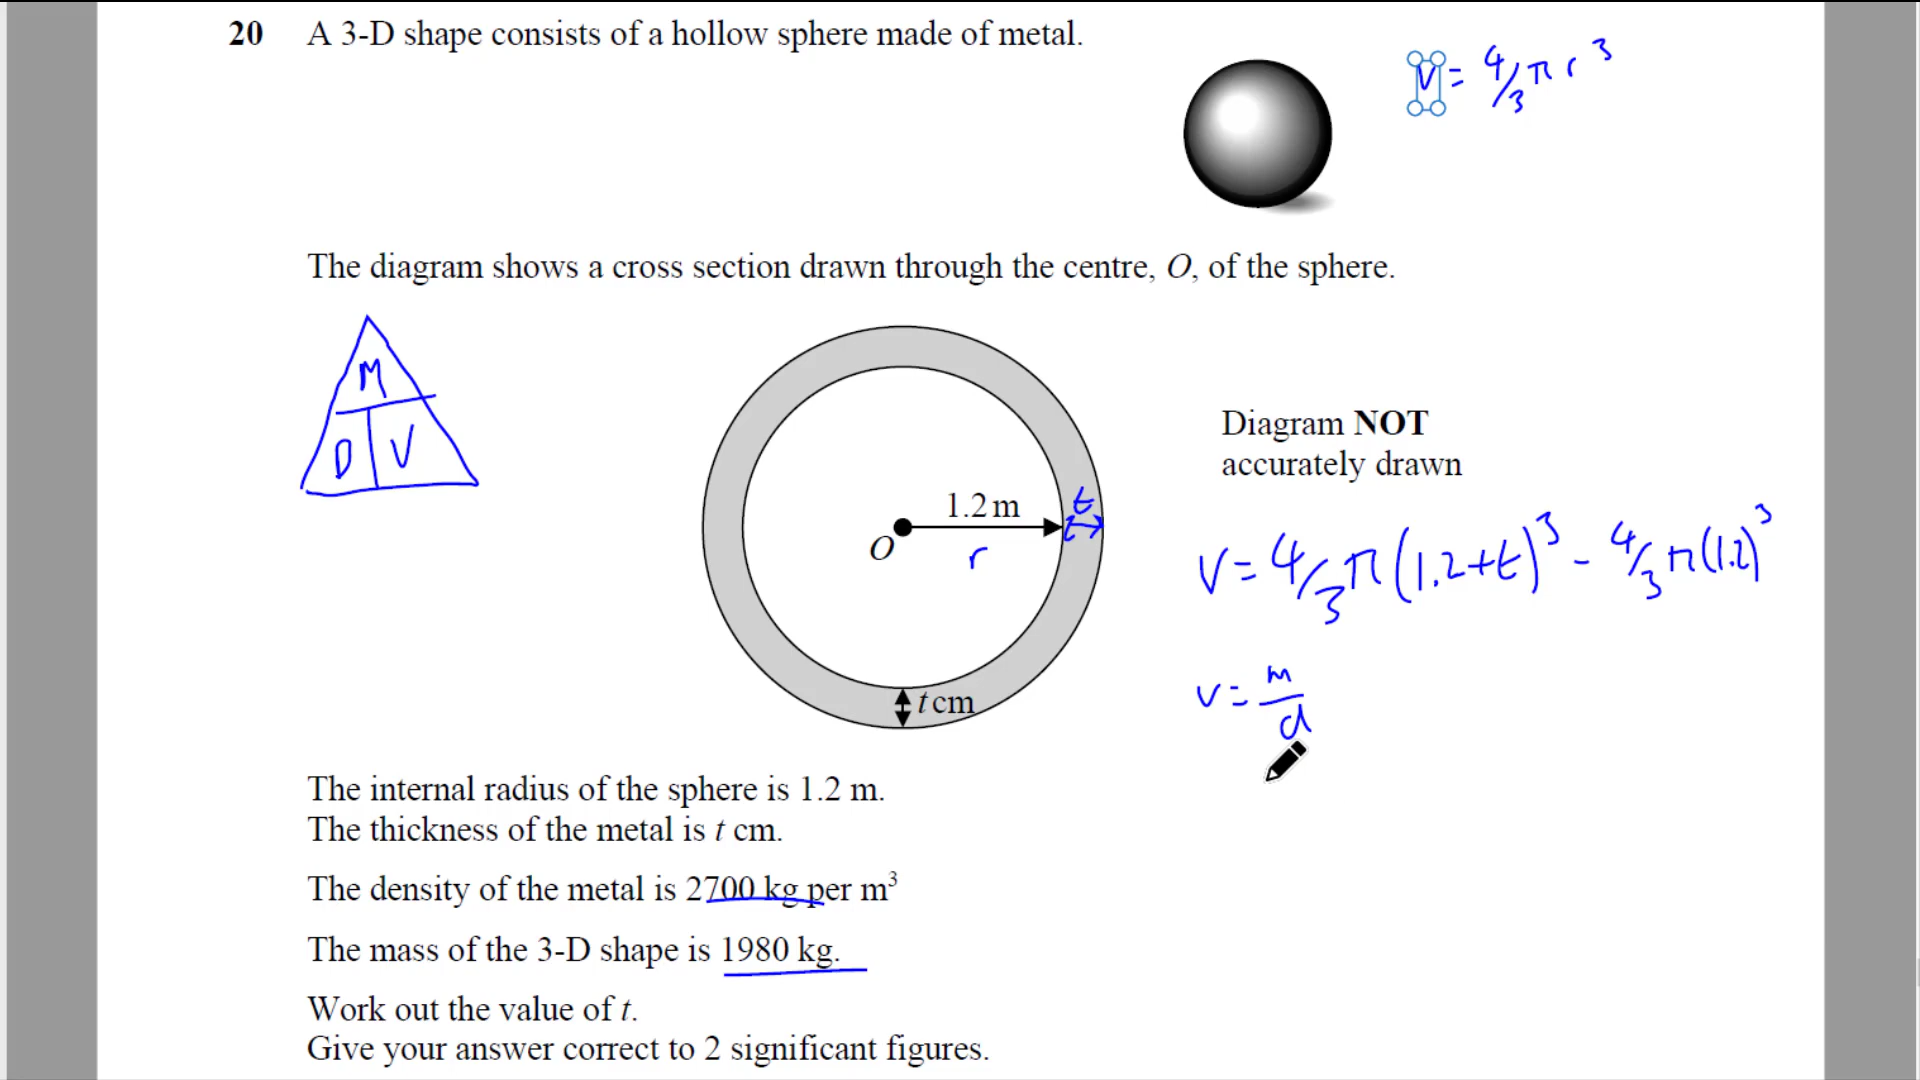 20 A 3-D shape consists of a hollow sphere made of metal.
V = 4/3 π r³
The diagram shows a cross section drawn through the centre, O, of the sphere.
M
D V
Diagram NOT
accurately drawn
1.2 m
t
O
r
V = 4/3 π (1.2+t)³ - 4/3 π (1.2)³
t cm
v = m/d
The internal radius of the sphere is 1.2 m.
The thickness of the metal is t cm.
The density of the metal is 2700 kg per m³
The mass of the 3-D shape is 1980 kg.
Work out the value of t.
Give your answer correct to 2 significant figures.